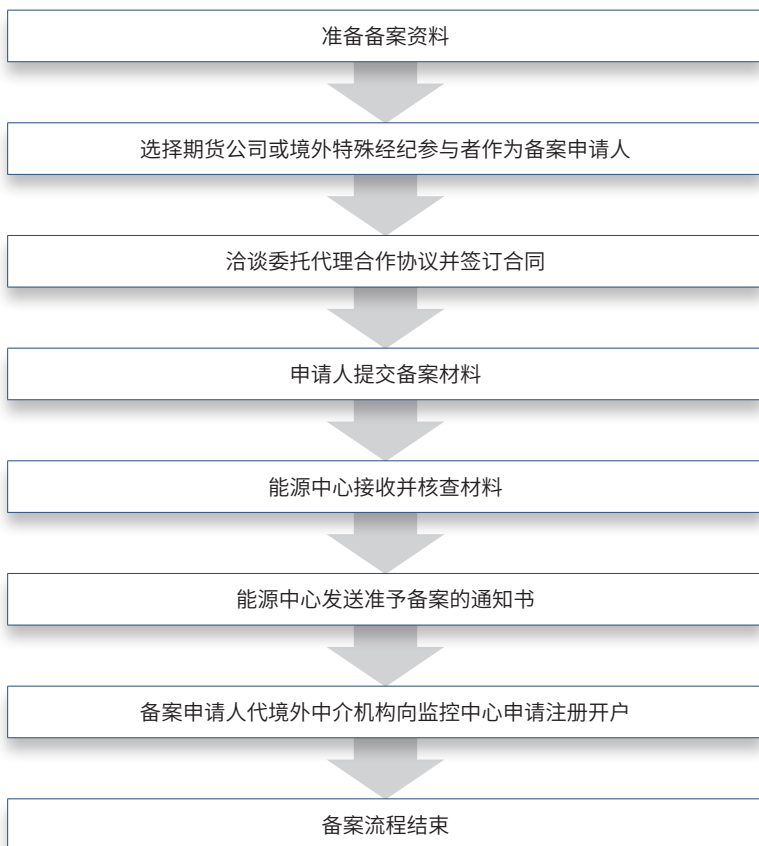 准备备案资料
选择期货公司或境外特殊经纪参与者作为备案申请人
洽谈委托代理合作协议并签订合同
申请人提交备案材料
能源中心接收并核查材料
能源中心发送准予备案的通知书
备案申请人代境外中介机构向监控中心申请注册开户
备案流程结束